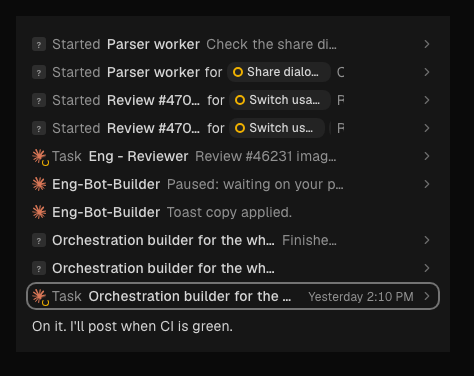 ? Started Parser worker Check the share di…
? Started Parser worker for Share dialo… C
? Started Review #470… for Switch usa… R
? Started Review #470… for Switch us… R
Task Eng - Reviewer Review #46231 imag…
Eng-Bot-Builder Paused: waiting on your p…
Eng-Bot-Builder Toast copy applied.
? Orchestration builder for the wh… Finishe…
? Orchestration builder for the wh…
Task Orchestration builder for the … Yesterday 2:10 PM
On it. I'll post when CI is green.